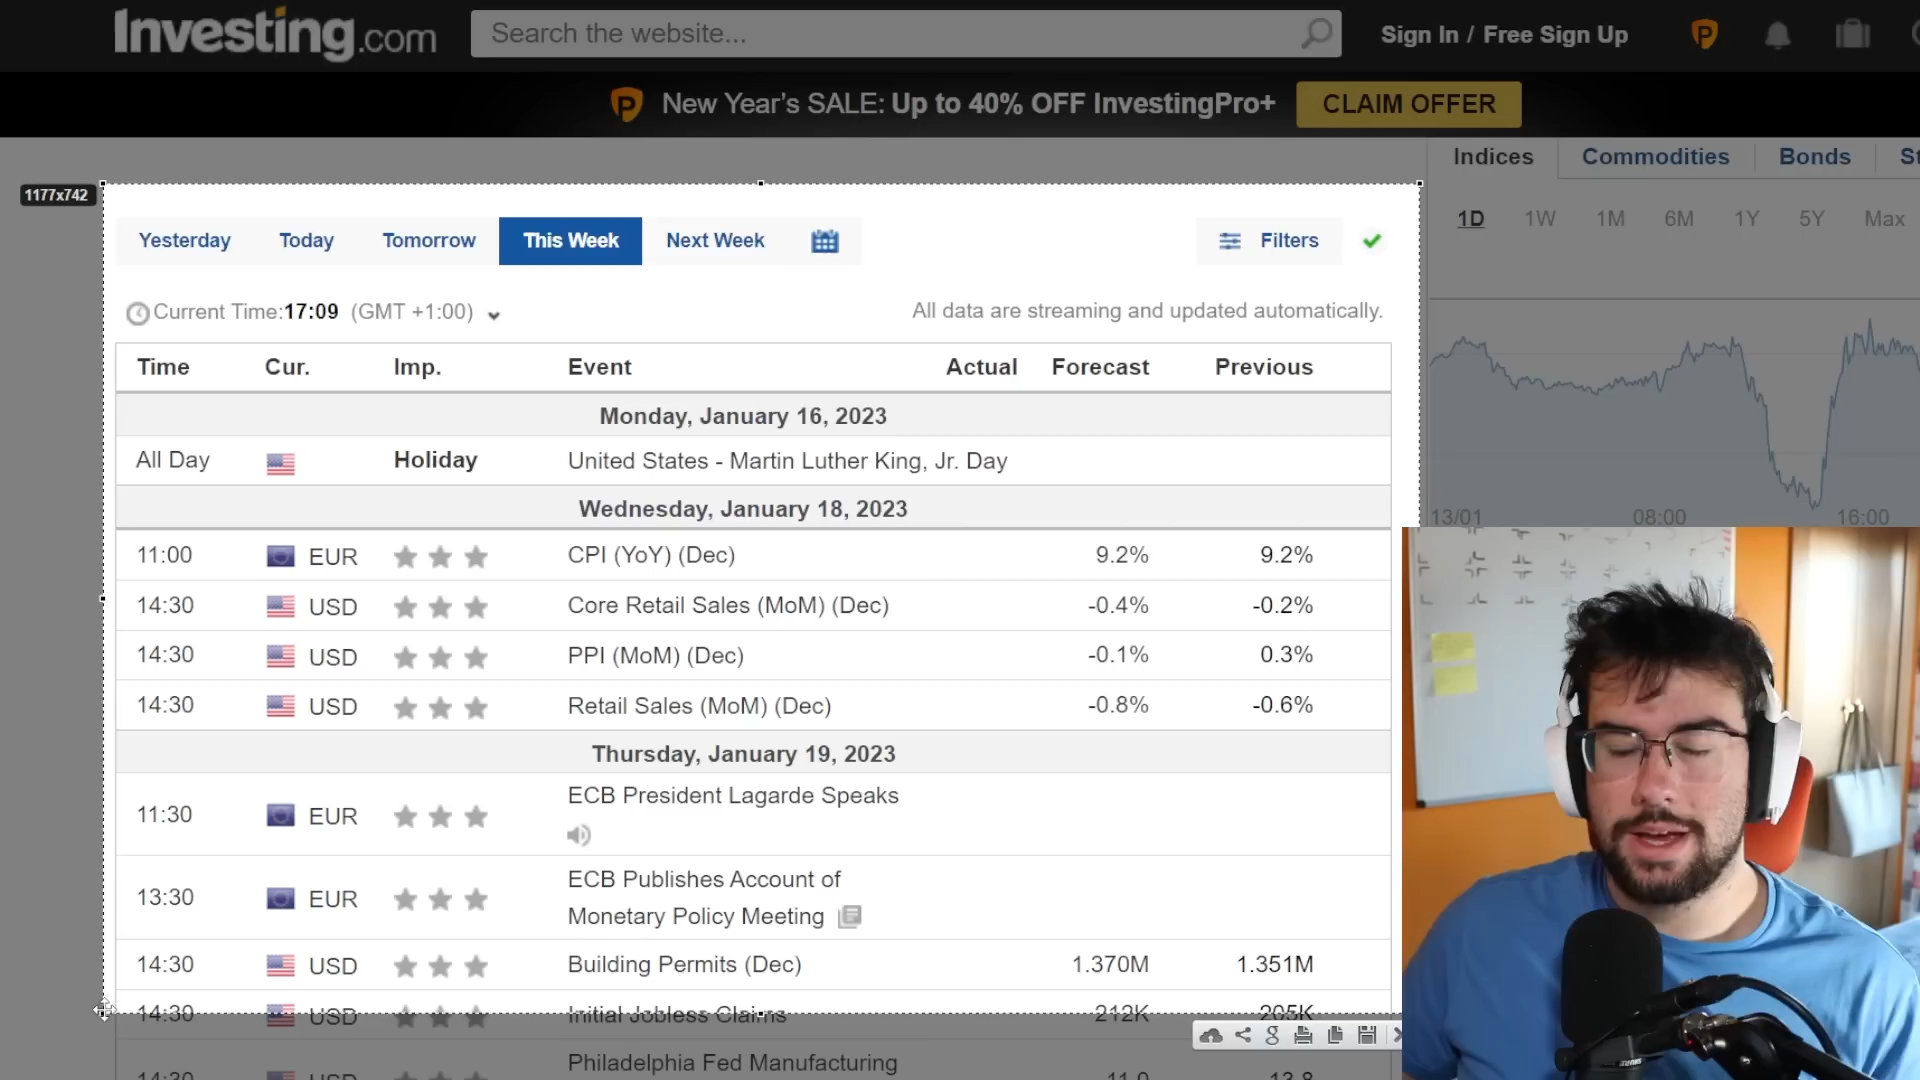 Investing.com
Search the website...
Sign In / Free Sign Up
New Year's SALE: Up to 40% OFF InvestingPro+
CLAIM OFFER
Indices Commodities Bonds
1177x742
1D 1W 1M 6M 1Y 5Y Max
Yesterday Today Tomorrow This Week Next Week Filters
Current Time:17:09 (GMT +1:00)
All data are streaming and updated automatically.
Time Cur. Imp. Event Actual Forecast Previous
Monday, January 16, 2023
All Day Holiday United States - Martin Luther King, Jr. Day
Wednesday, January 18, 2023
13/01 08:00 16:00
11:00 EUR CPI (YoY) (Dec) 9.2% 9.2%
14:30 USD Core Retail Sales (MoM) (Dec) -0.4% -0.2%
14:30 USD PPI (MoM) (Dec) -0.1% 0.3%
14:30 USD Retail Sales (MoM) (Dec) -0.8% -0.6%
Thursday, January 19, 2023
11:30 EUR ECB President Lagarde Speaks
13:30 EUR ECB Publishes Account of
Monetary Policy Meeting
14:30 USD Building Permits (Dec) 1.370M 1.351M
14:30 USD Initial Jobless Claims 212K 205K
Philadelphia Fed Manufacturing
14:30 USD 11.0 13.8